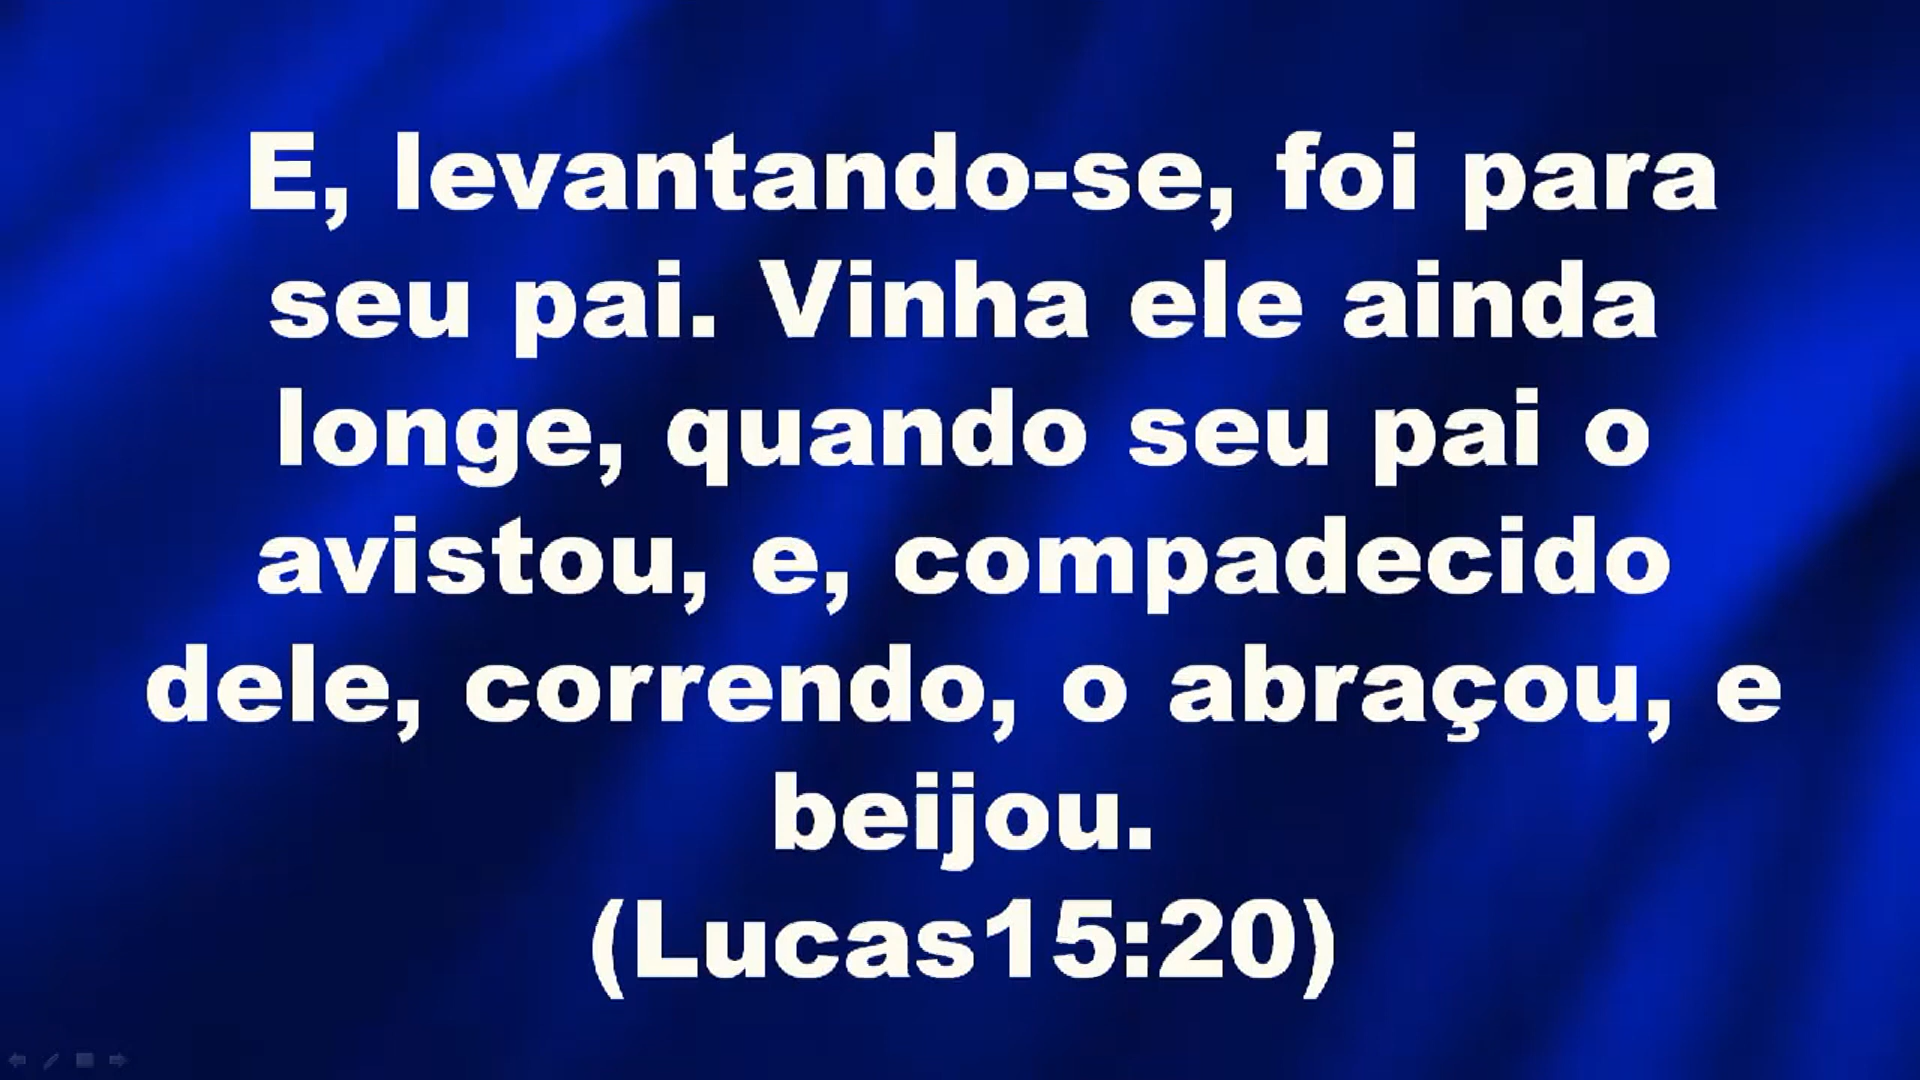 E, levantando-se, foi para
seu pai. Vinha ele ainda
longe, quando seu pai o
avistou, e, compadecido
dele, correndo, o abraçou, e
beijou.
(Lucas15:20)